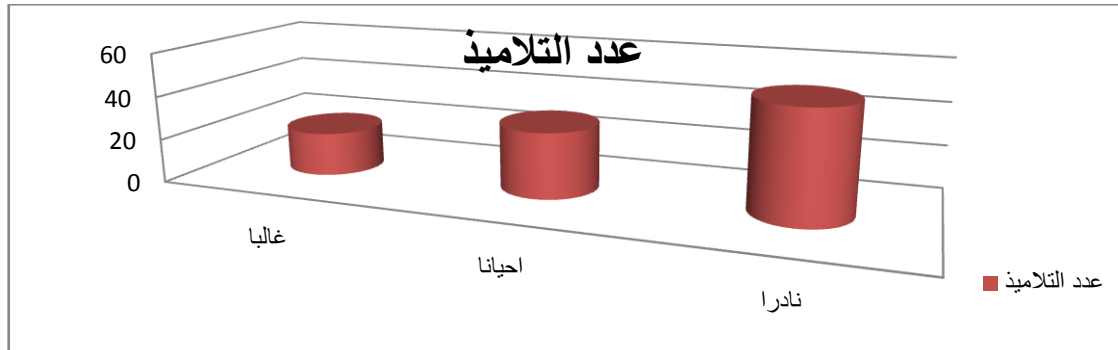 عدد التلاميذ
60
40
20
0
غالبا
احيانا
نادرا
عدد التلاميذ